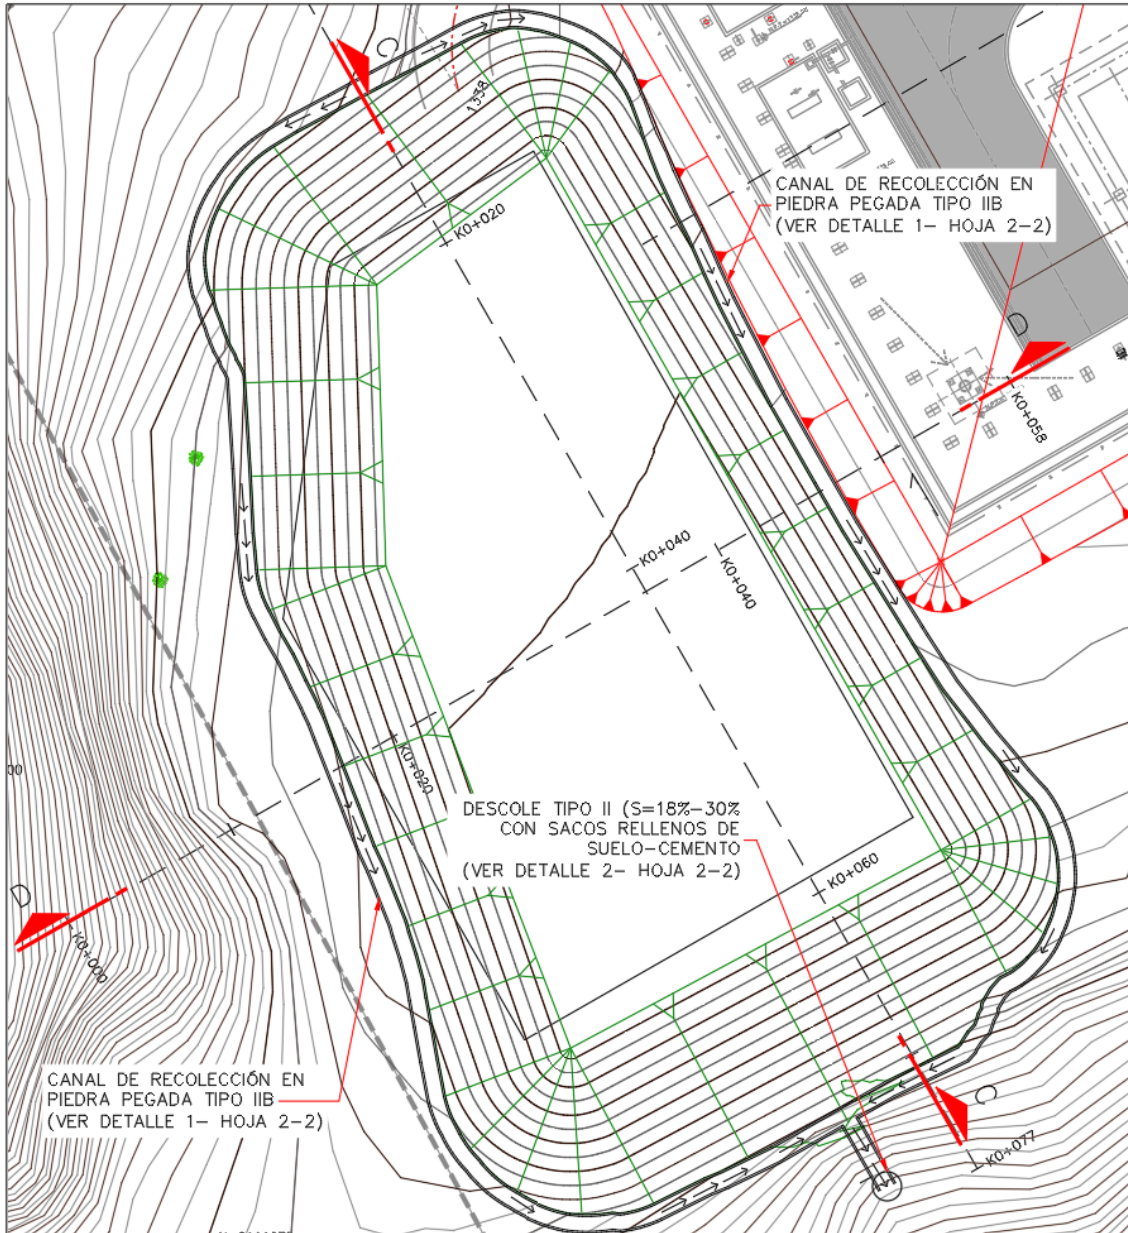 C
1338
K0+020
CANAL DE RECOLECCIÓN EN
PIEDRA PEGADA TIPO IIB
(VER DETALLE 1- HOJA 2-2)
D
K0+058
K0+040
K0+040
K0+020
DESCOLE TIPO II (S=18%-30%
CON SACOS RELLENOS DE
SUELO-CEMENTO
(VER DETALLE 2- HOJA 2-2)
K0+060
D
K0+000
CANAL DE RECOLECCIÓN EN
PIEDRA PEGADA TIPO IIB
(VER DETALLE 1- HOJA 2-2)
C
K0+077